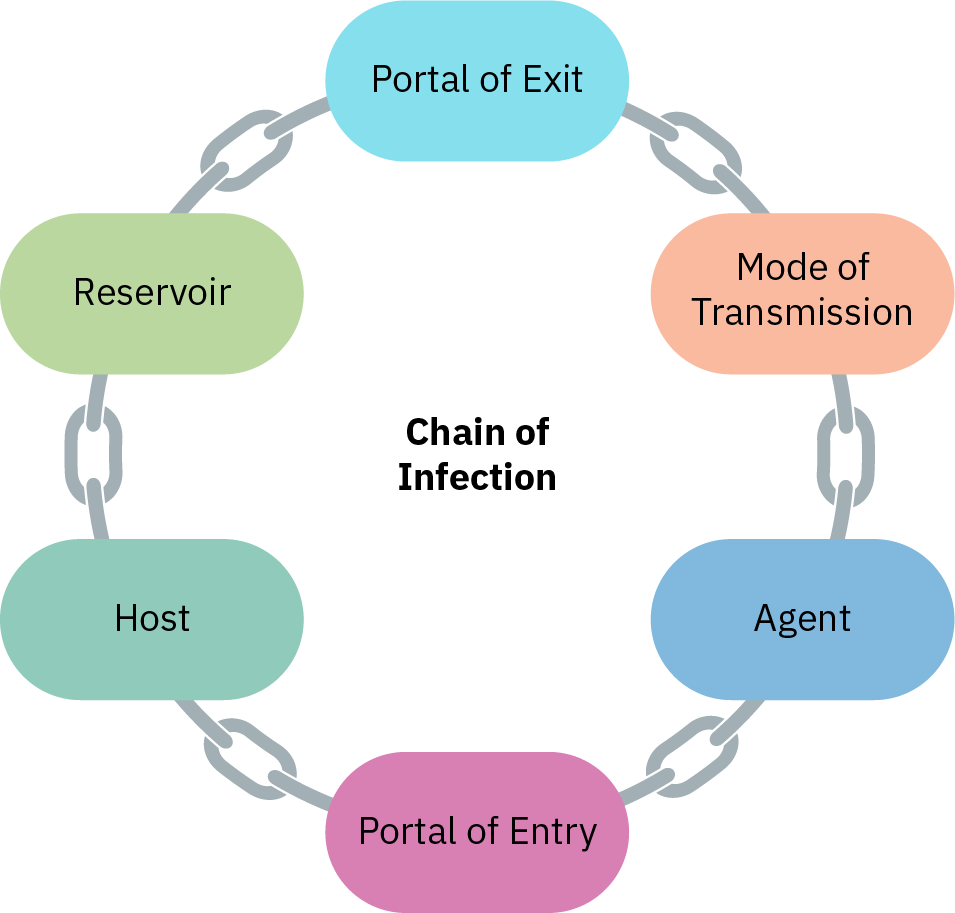 Portal of Exit
Reservoir
Mode of
Transmission
Chain of
Infection
Host
Agent
Portal of Entry